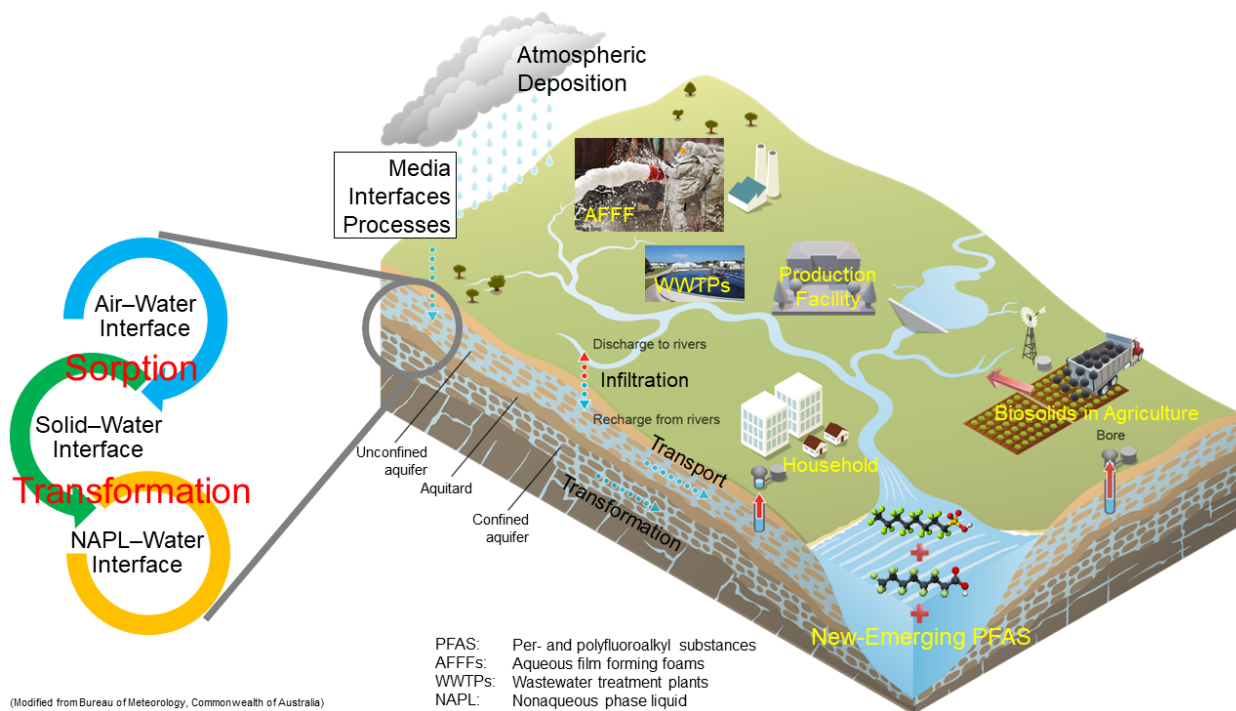 Atmospheric
Deposition
Media
Interfaces
Processes
AFFF
WWTPs
Production
Facility
Air–Water
Interface
Sorption
Solid–Water
Interface
Transformation
NAPL–Water
Interface
Discharge to rivers
Infiltration
Recharge from rivers
Unconfined
aquifer
Aquitard
Confined
aquifer
Transport
Transformation
Household
Biosolids in Agriculture
Bore
New-Emerging PFAS
PFAS: Per- and polyfluoroalkyl substances
AFFFs: Aqueous film forming foams
WWTPs: Wastewater treatment plants
NAPL: Nonaqueous phase liquid
(Modified from Bureau of Meteorology, Commonwealth of Australia)